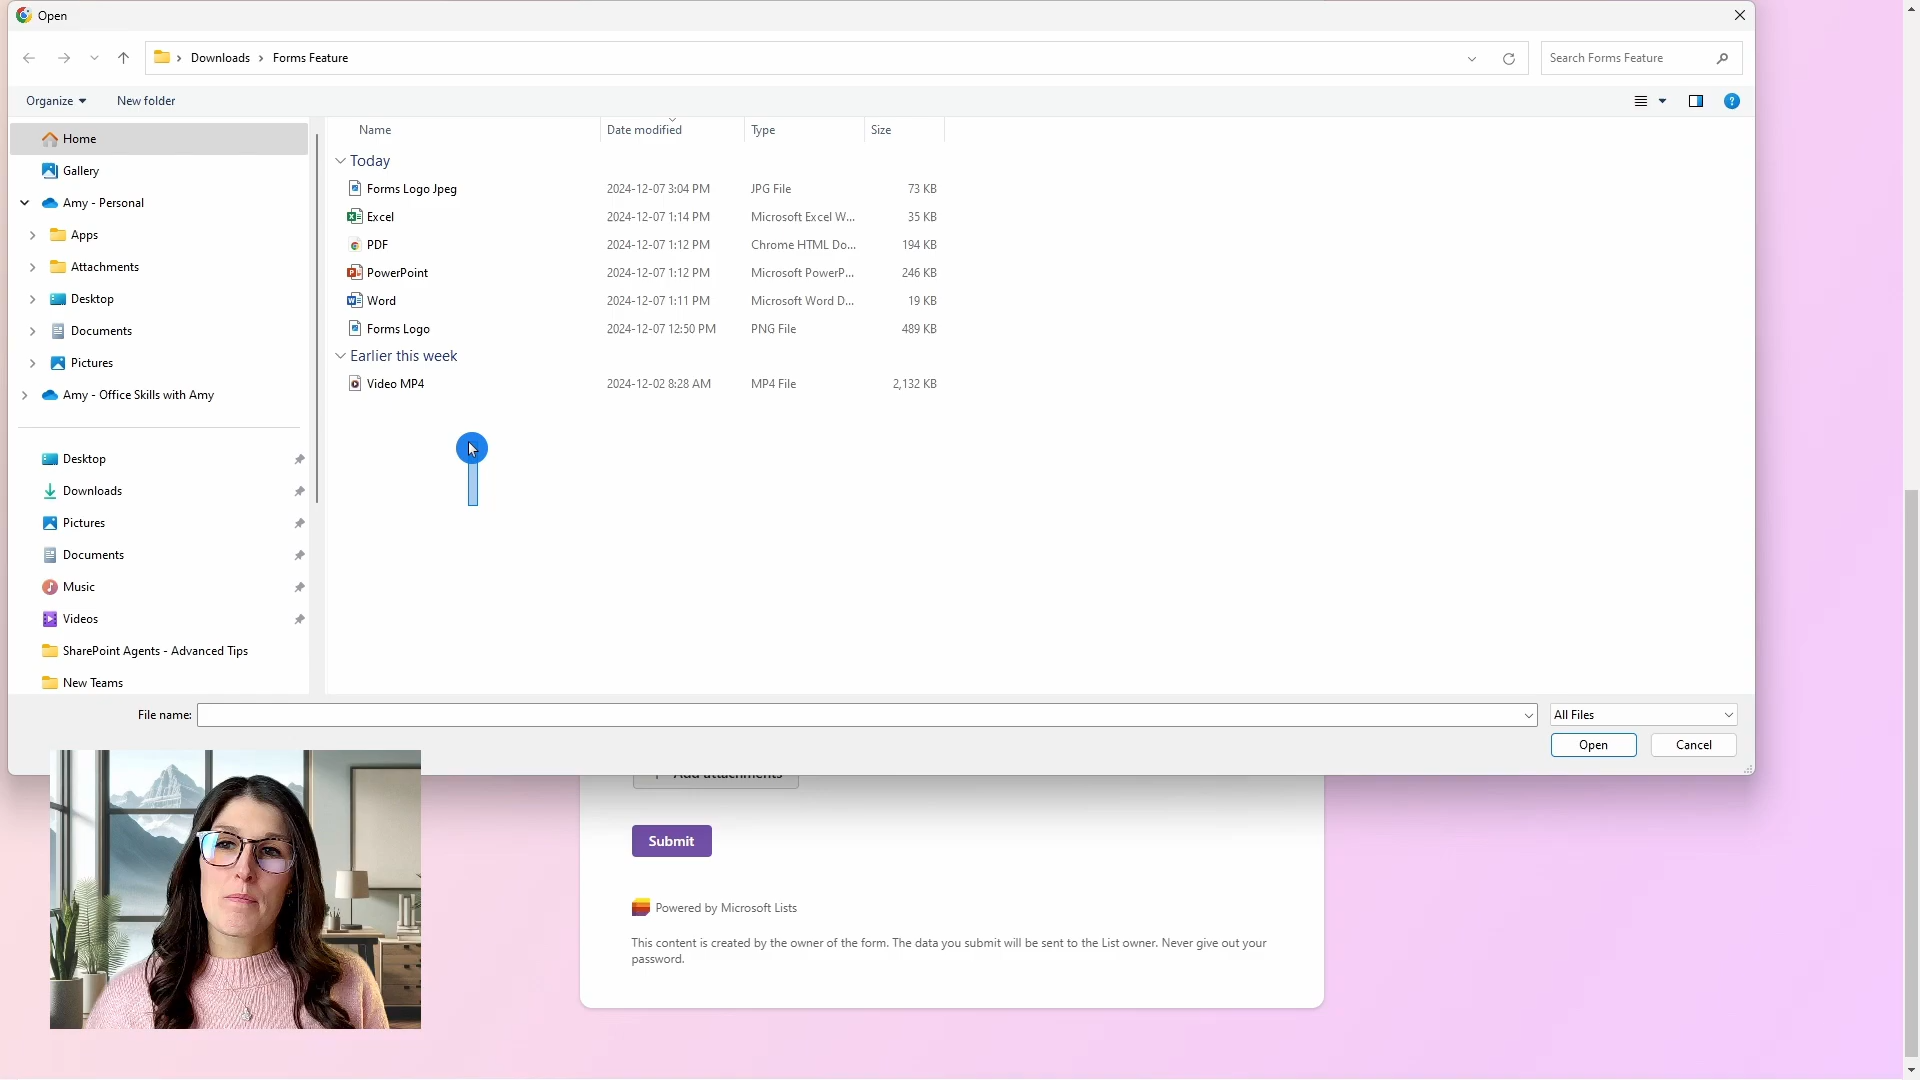 Open
Downloads > Forms Feature
Search Forms Feature
Organize
New folder
?
Home
Gallery
Amy - Personal
Apps
Attachments
Desktop
Documents
Pictures
Amy - Office Skills with Amy
Desktop
Downloads
Pictures
Documents
Music
Videos
SharePoint Agents - Advanced Tips
New Teams
Name Date modified Type Size
Today
Forms Logo Jpeg 2024-12-07 3:04 PM JPG File 73 KB
Excel 2024-12-07 1:14 PM Microsoft Excel W... 35 KB
PDF 2024-12-07 1:12 PM Chrome HTML Do... 194 KB
PowerPoint 2024-12-07 1:12 PM Microsoft PowerP... 246 KB
Word 2024-12-07 1:11 PM Microsoft Word D... 19 KB
Forms Logo 2024-12-07 12:50 PM PNG File 489 KB
Earlier this week
Video MP4 2024-12-02 8:28 AM MP4 File 2,132 KB
File name:
All Files
Open
Cancel
Add attachments
Submit
Powered by Microsoft Lists
This content is created by the owner of the form. The data you submit will be sent to the List owner. Never give out your
password.